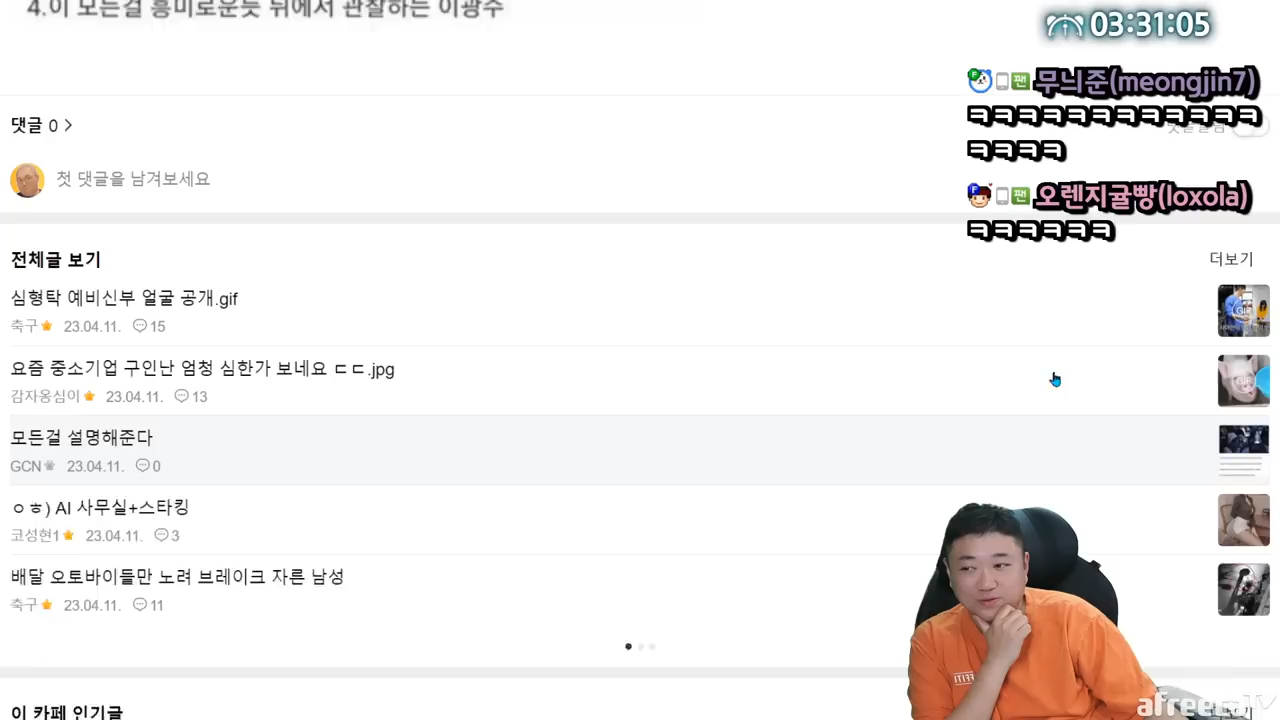 4.이 모든걸 흥미로운듯 뒤에서 관찰하는 이광수
03:31:05
무늬준(meongjin7)
ㅋㅋㅋㅋㅋㅋㅋㅋㅋㅋㅋㅋ
ㅋㅋㅋㅋ
오렌지귤빵(loxola)
ㅋㅋㅋㅋㅋㅋ
댓글 0
첫 댓글을 남겨보세요
전체글 보기
더보기
심형탁 예비신부 얼굴 공개.gif
축구 23.04.11. 15
요즘 중소기업 구인난 엄청 심한가 보네요 ㄷㄷ.jpg
감자옹심이 23.04.11. 13
모든걸 설명해준다
GCN 23.04.11. 0
ㅇㅎ) AI 사무실+스타킹
코성현1 23.04.11. 3
배달 오토바이들만 노려 브레이크 자른 남성
축구 23.04.11. 11
이 카페 인기글
afreecaTV